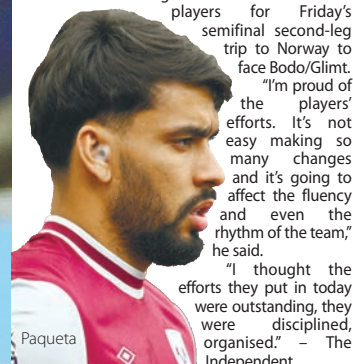 players for Friday’s
semifinal second-leg
trip to Norway to
face Bodo/Glimt.
“I’m proud of
the players’
efforts. It’s not
easy making so
many changes
and it’s going to
affect the fluency
and even the
rhythm of the team,”
he said.
“I thought the
efforts they put in today
were outstanding, they
were disciplined,
organised.” – The
Independent
Paqueta